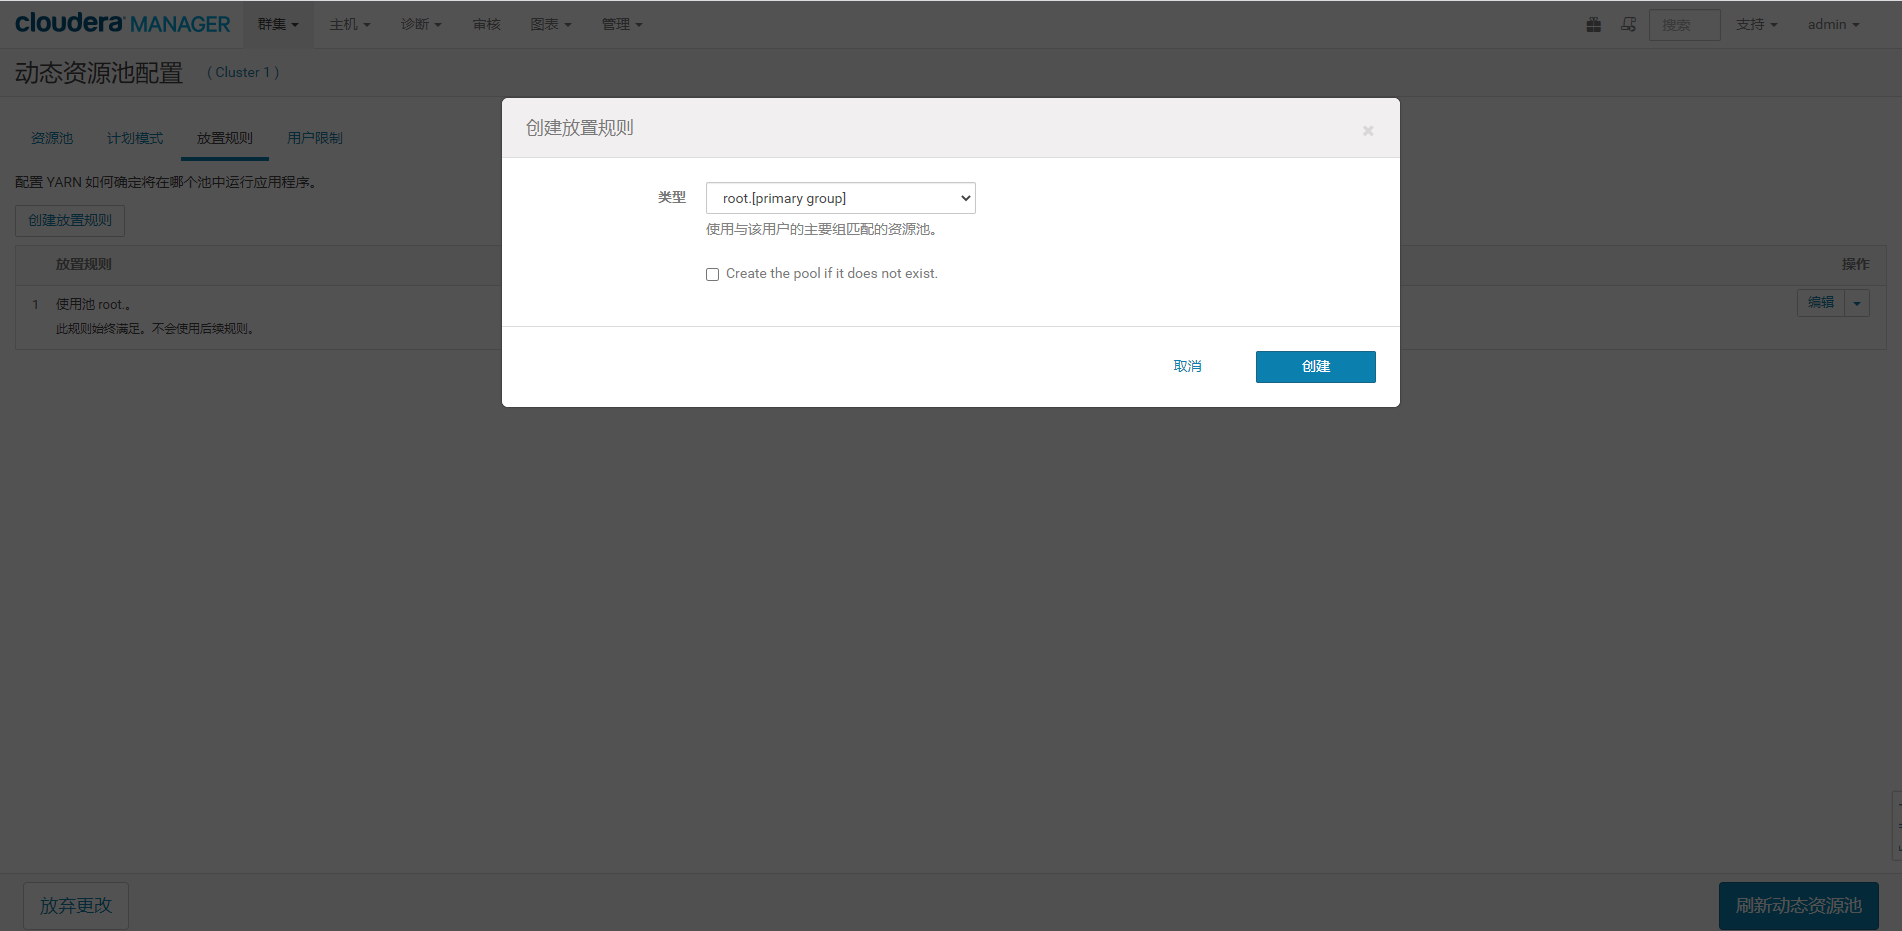 cloudera MANAGER 群集 主机 诊断 审核 图表 管理 搜索 支持 admin
动态资源池配置 ( Cluster 1 )
创建放置规则 ×
资源池 计划模式 放置规则 用户限制
配置 YARN 如何确定将在哪个池中运行应用程序。
类型 root.[primary group]
使用与该用户的主要组匹配的资源池。
创建放置规则
放置规则 操作
Create the pool if it does not exist.
1 使用池 root.。 编辑
此规则始终满足。不会使用后续规则。
取消 创建
放弃更改 刷新动态资源池